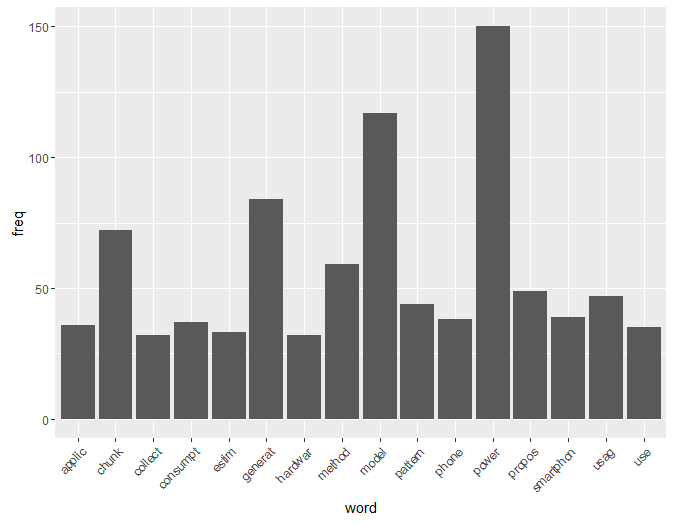 150
100
50
0
freq
applic
chunk
collect
consumpt
estim
generat
hardwar
method
model
pattern
phone
power
propos
smartphon
usag
use
word